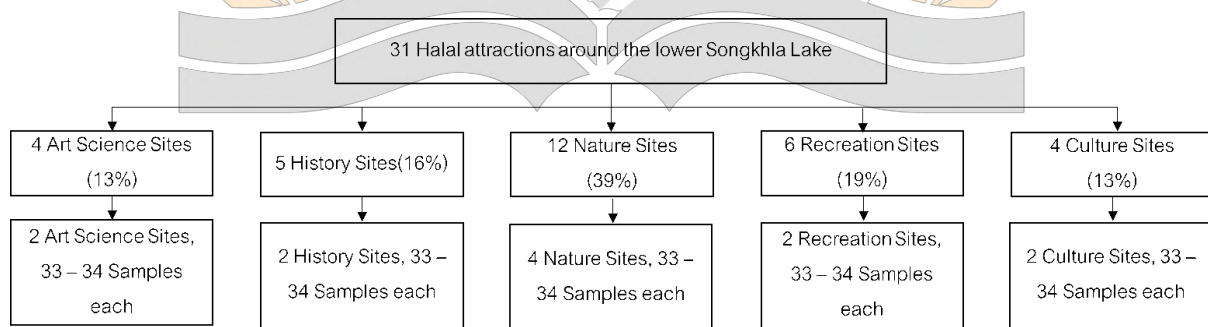 31 Halal attractions around the lower Songkhla Lake
4 Art Science Sites
(13%)
5 History Sites(16%)
12 Nature Sites
(39%)
6 Recreation Sites
(19%)
4 Culture Sites
(13%)
2 Art Science Sites,
33 – 34 Samples
each
2 History Sites, 33 –
34 Samples each
4 Nature Sites, 33 –
34 Samples each
2 Recreation Sites,
33 – 34 Samples
each
2 Culture Sites, 33 –
34 Samples each